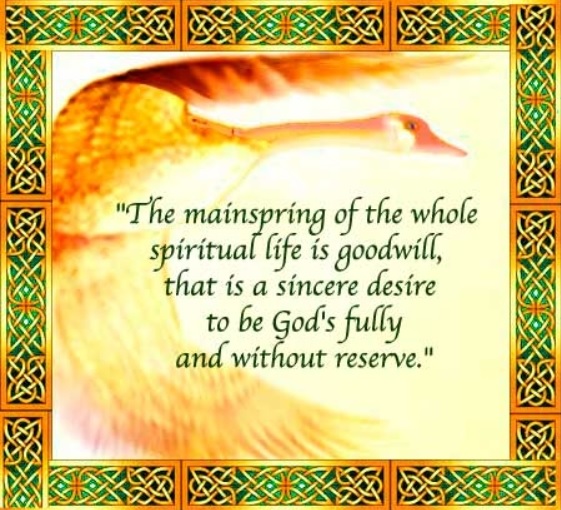 "The mainspring of the whole
spiritual life is goodwill,
that is a sincere desire
to be God's fully
and without reserve."